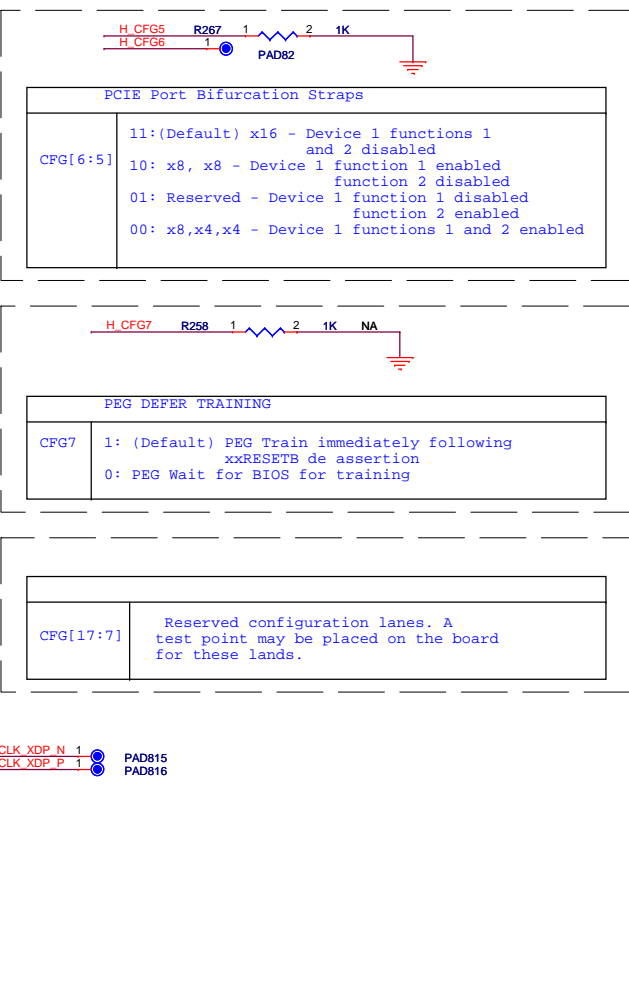 H_CFG5 R267 1 2 1K
H_CFG6 1
PAD82
PCIE Port Bifurcation Straps
CFG[6:5]
11:(Default) x16 - Device 1 functions 1
and 2 disabled
10: x8, x8 - Device 1 function 1 enabled
function 2 disabled
01: Reserved - Device 1 function 1 disabled
function 2 enabled
00: x8,x4,x4 - Device 1 functions 1 and 2 enabled
H_CFG7 R258 1 2 1K NA
PEG DEFER TRAINING
CFG7
1: (Default) PEG Train immediately following
xxRESETB de assertion
0: PEG Wait for BIOS for training
CFG[17:7]
Reserved configuration lanes. A
test point may be placed on the board
for these lands.
CLK_XDP_N 1 PAD815
CLK_XDP_P 1 PAD816